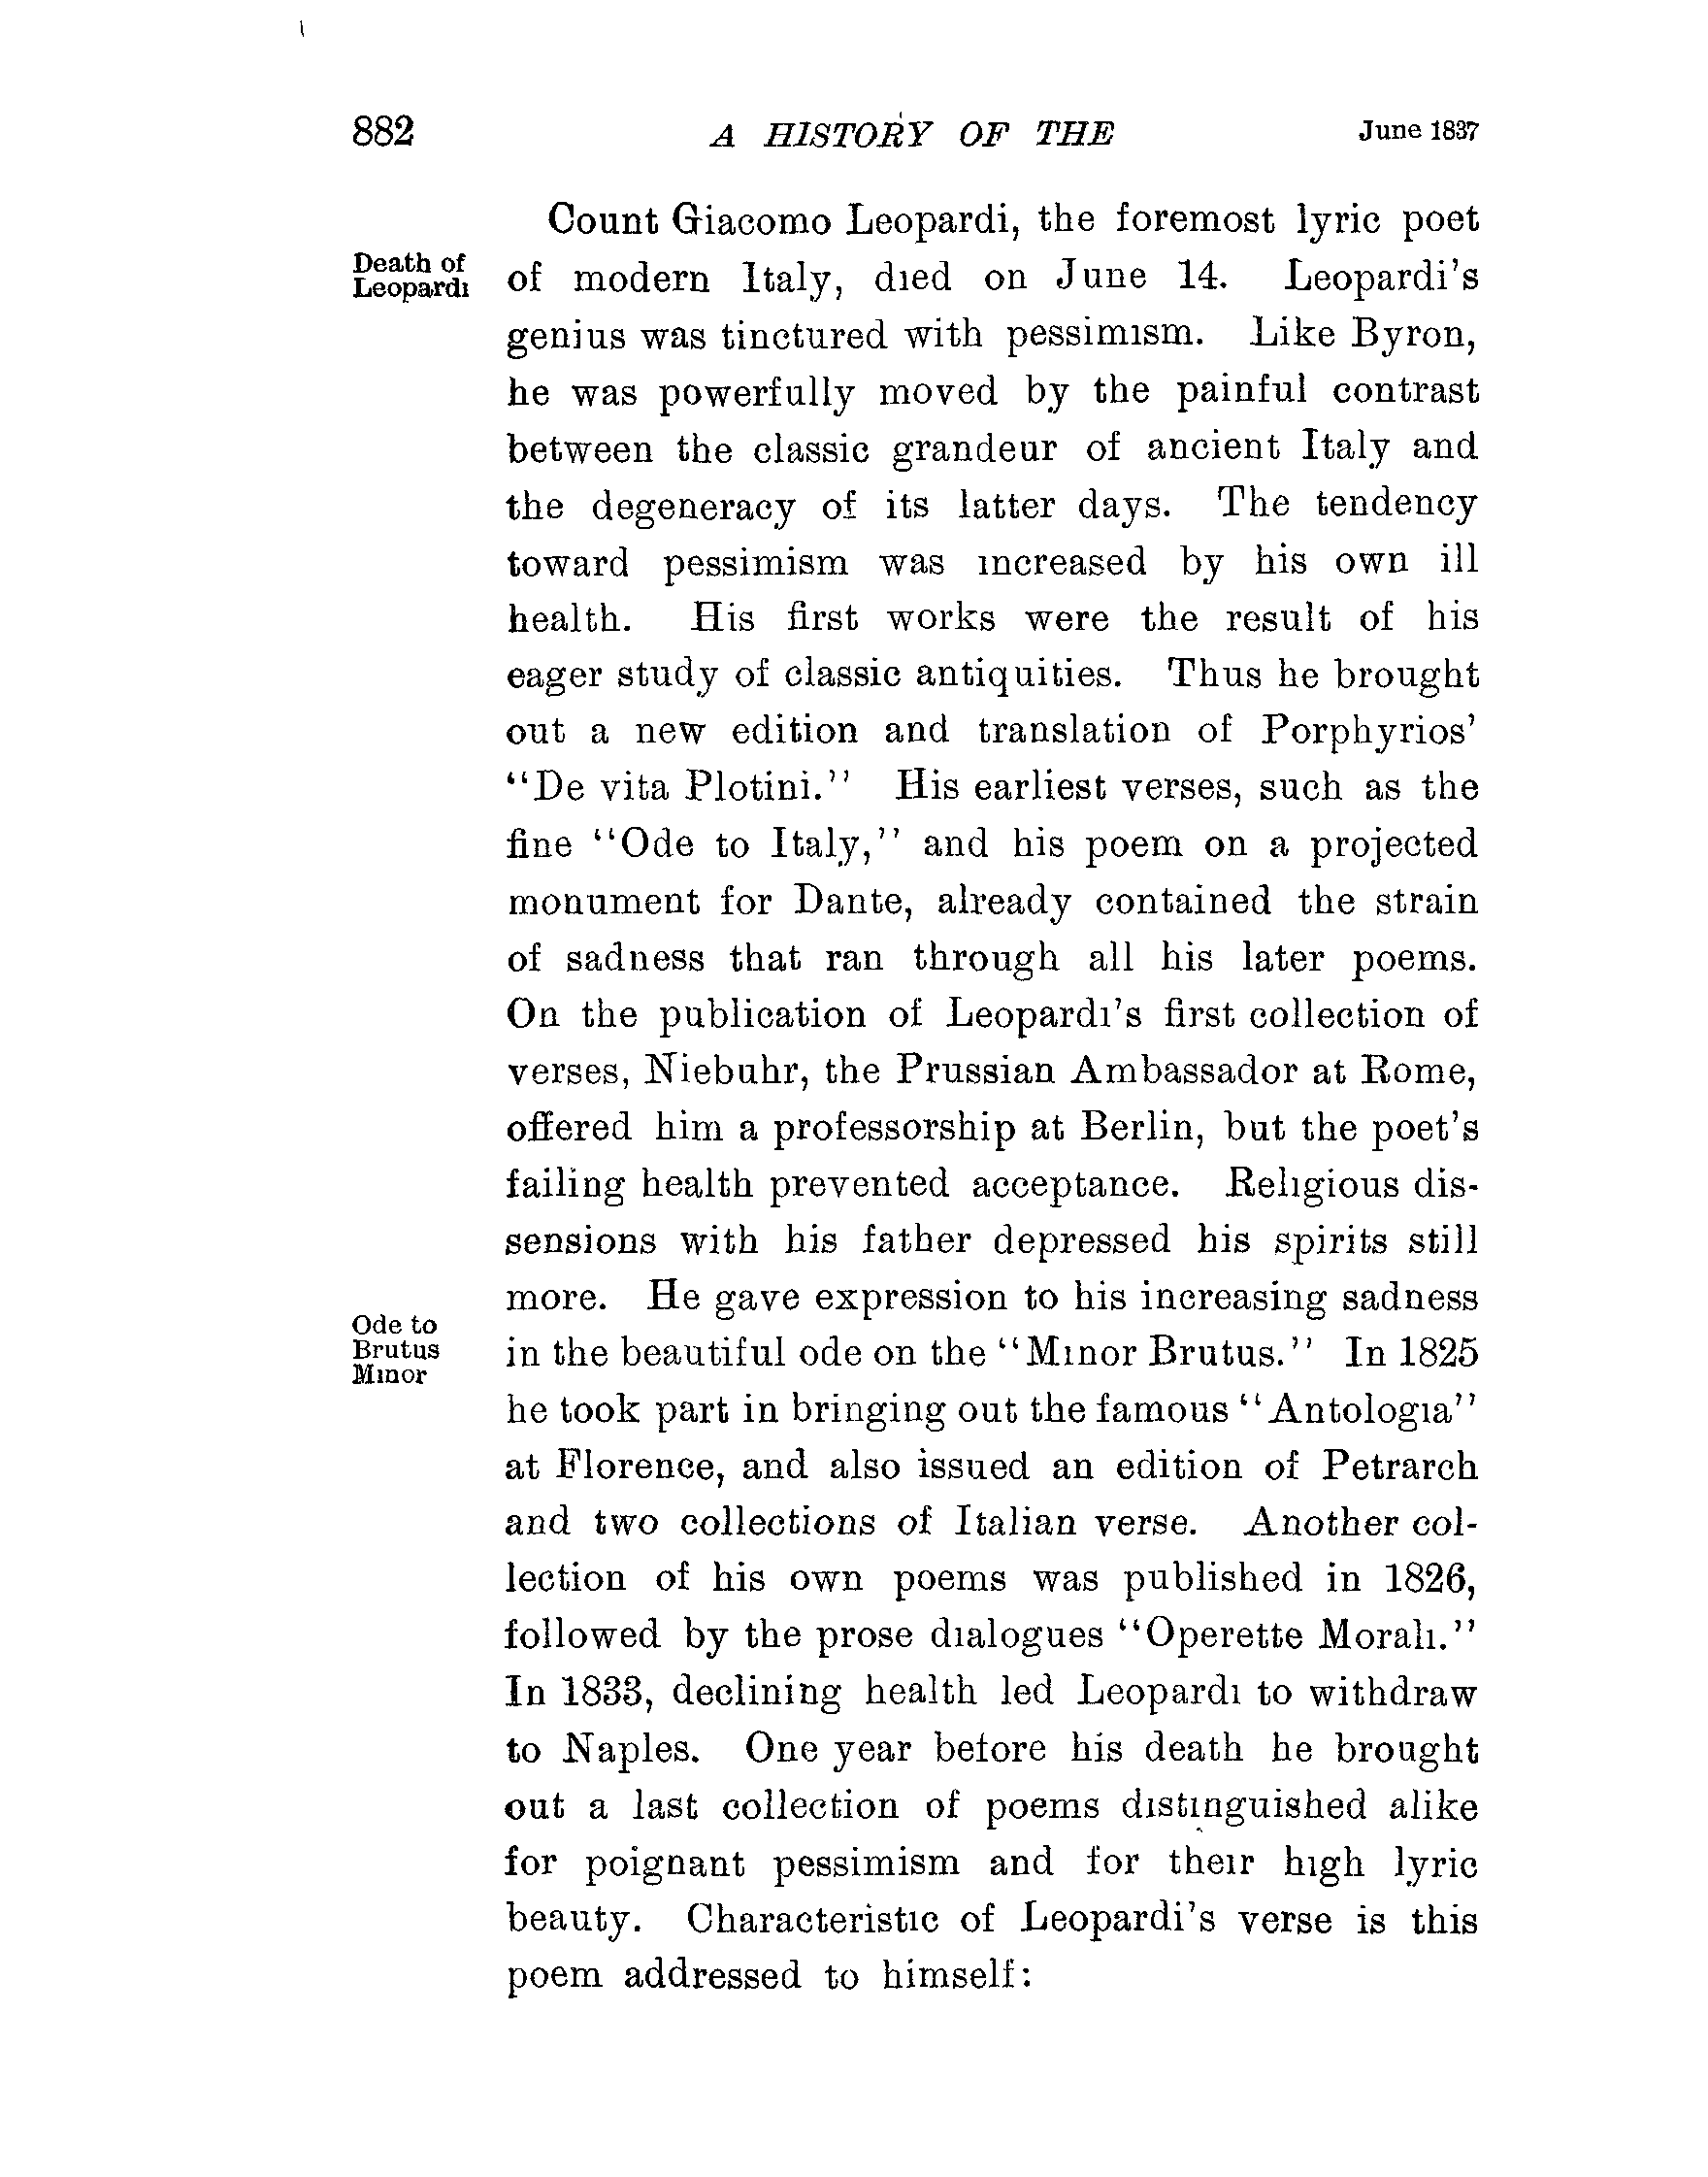 882 A HISTORY OF THE June 1837
Count Giacomo Leopardi, the foremost lyric poet
Death of
Leopardi
of modern Italy, died on June 14. Leopardi's
genius was tinctured with pessimism. Like Byron,
he was powerfully moved by the painful contrast
between the classic grandeur of ancient Italy and
the degeneracy of its latter days. The tendency
toward pessimism was increased by his own ill
health. His first works were the result of his
eager study of classic antiquities. Thus he brought
out a new edition and translation of Porphyrios'
"De vita Plotini." His earliest verses, such as the
fine "Ode to Italy," and his poem on a projected
monument for Dante, already contained the strain
of sadness that ran through all his later poems.
On the publication of Leopardi's first collection of
verses, Niebuhr, the Prussian Ambassador at Rome,
offered him a professorship at Berlin, but the poet's
failing health prevented acceptance. Religious dis-
sensions with his father depressed his spirits still
more. He gave expression to his increasing sadness
Ode to
Brutus
Minor
in the beautiful ode on the "Minor Brutus." In 1825
he took part in bringing out the famous "Antologia"
at Florence, and also issued an edition of Petrarch
and two collections of Italian verse. Another col-
lection of his own poems was published in 1826,
followed by the prose dialogues "Operette Morali."
In 1833, declining health led Leopardi to withdraw
to Naples. One year before his death he brought
out a last collection of poems distinguished alike
for poignant pessimism and for their high lyric
beauty. Characteristic of Leopardi's verse is this
poem addressed to himself: